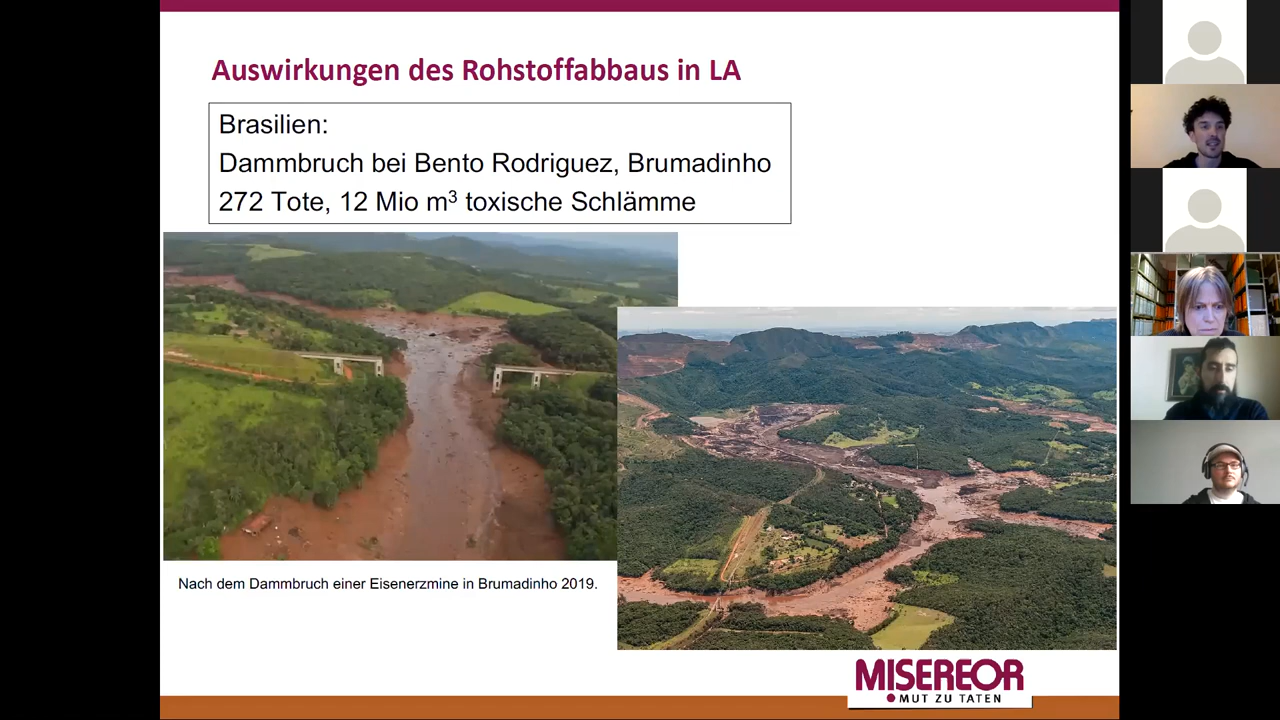 Auswirkungen des Rohstoffabbaus in LA
Brasilien:
Dammbruch bei Bento Rodriguez, Brumadinho
272 Tote, 12 Mio m³ toxische Schlämme
Nach dem Dammbruch einer Eisenerzmine in Brumadinho 2019.
MISEREOR
MUT ZU TATEN